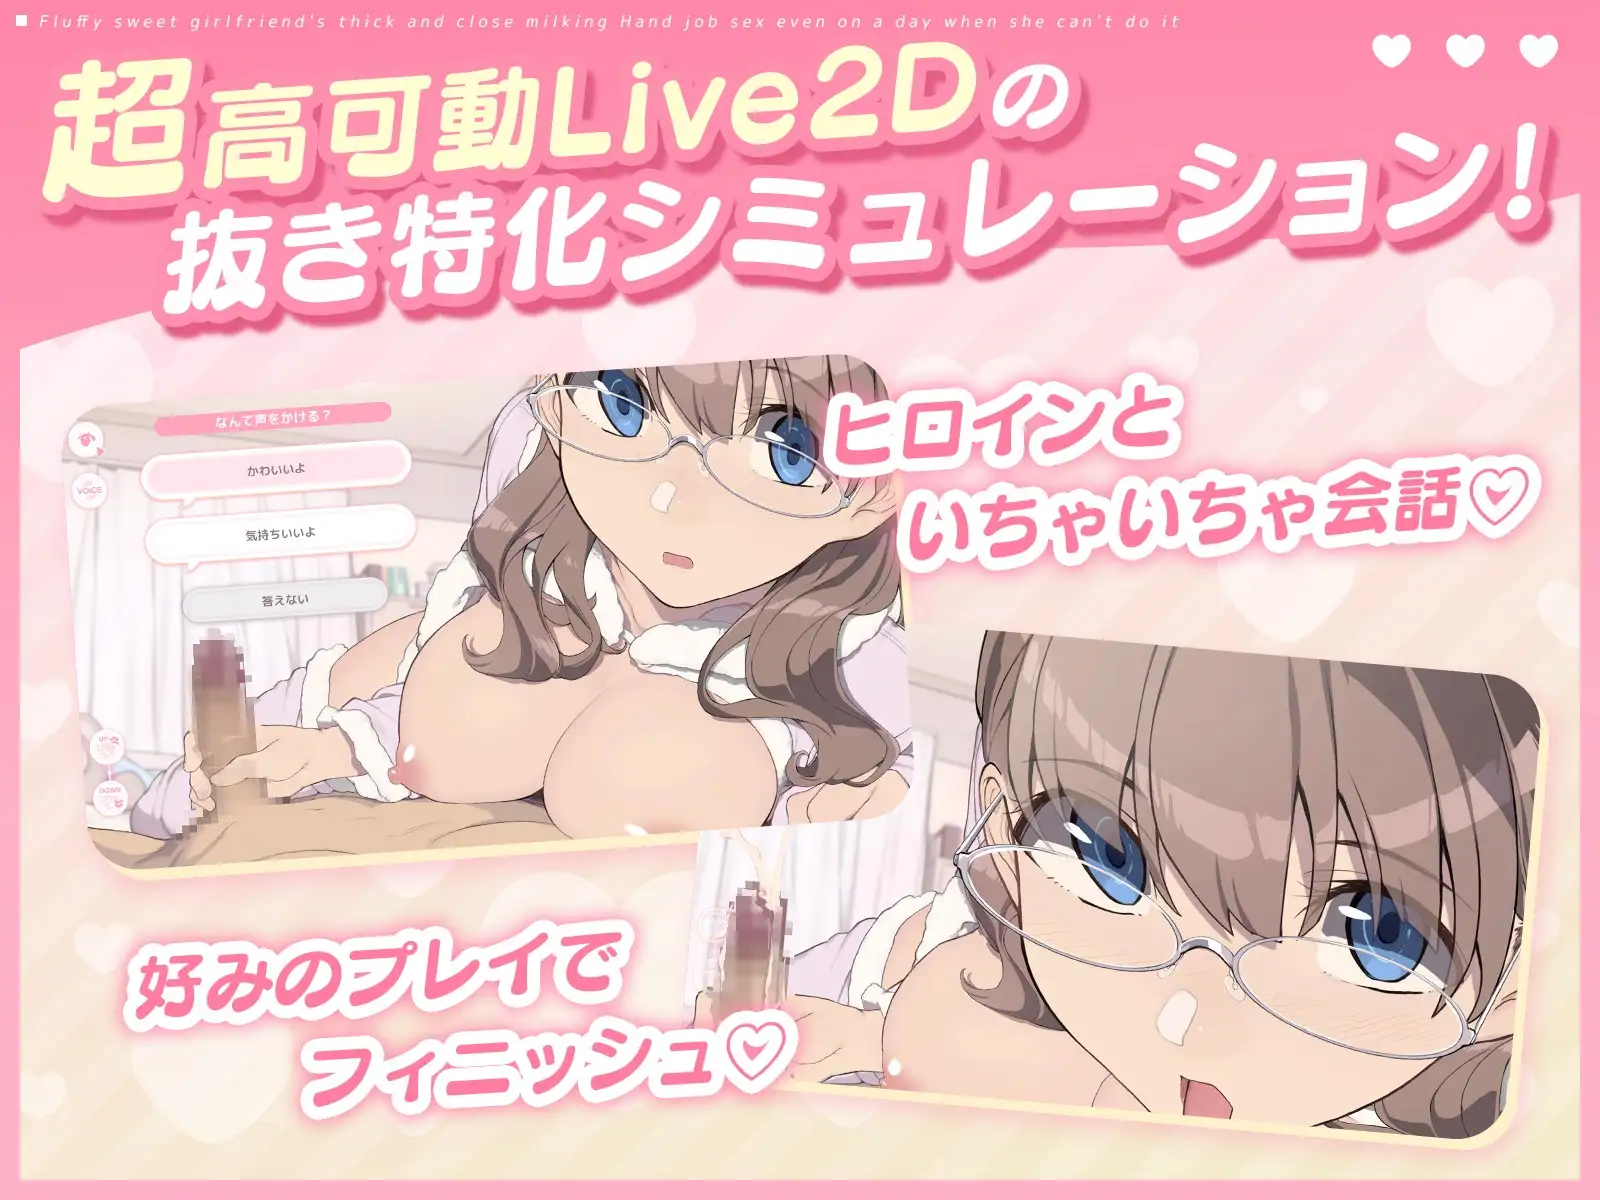 ■ Fluffy sweet girlfriend's thick and close milking Hand job sex even on a day when she can't do it
超高可動Live2Dの
抜き特化シミュレーション!
なんて声をかける?
かわいいよ
VOICE
気持ちいいよ
答えない
ヒロインと
いちゃいちゃ会話♡
UP
DOWN
好みのプレイで
フィニッシュ♡